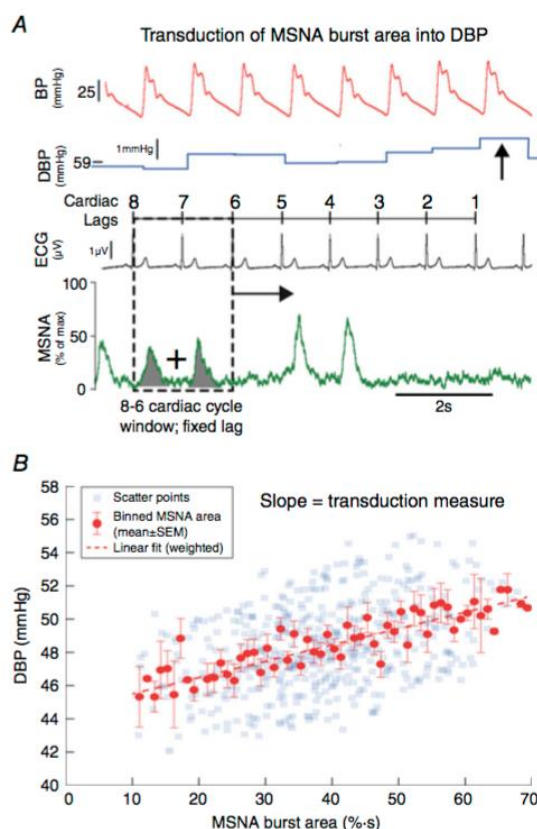 A
Transduction of MSNA burst area into DBP
BP
(mmHg)
25
DBP
(mmHg)
59
1mmHg
Cardiac
Lags
8 7 6 5 4 3 2 1
ECG
(µV)
1µV
MSNA
(% of max)
100
50
0
+
8-6 cardiac cycle
window; fixed lag
2s
B
Slope = transduction measure
Scatter points
Binned MSNA area
(mean±SEM)
Linear fit (weighted)
DBP (mmHg)
58
56
54
52
50
48
46
44
42
40
0 10 20 30 40 50 60 70
MSNA burst area (%·s)